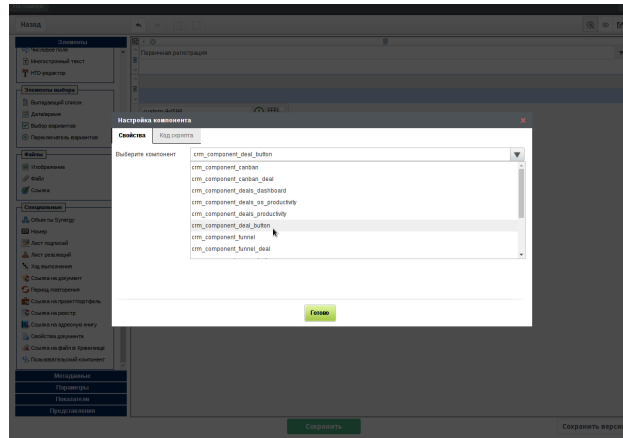 Назад
Элементы
Числовое поле
Многострочный текст
HTD-редактор
Элементы выбора
Выпадающий список
Дата/время
Выбор вариантов
Переключатель вариантов
Файлы
Изображение
Файл
Ссылка
Специальные
Объекты Synergy
Номер
Лист подписей
Лист резолюций
Ход выполнения
Ссылка на документ
Период повторения
Ссылка на проект/портфель
Ссылка на реестр
Ссылка на адресную книгу
Свойства документа
Ссылка на файл в Хранилище
Пользовательский компонент
Метаданные
Параметры
Показатели
Представления
Первичная регистрация
Настройка компонента
Свойства
Код скрипта
Выберите компонент
crm_component_deal_button
crm_component_canban
crm_component_canban_deal
crm_component_deals_dashboard
crm_component_deals_os_productivity
crm_component_deals_productivity
crm_component_deal_button
crm_component_funnel
crm_component_funnel_deal
Готово
Сохранить
Сохранить верси